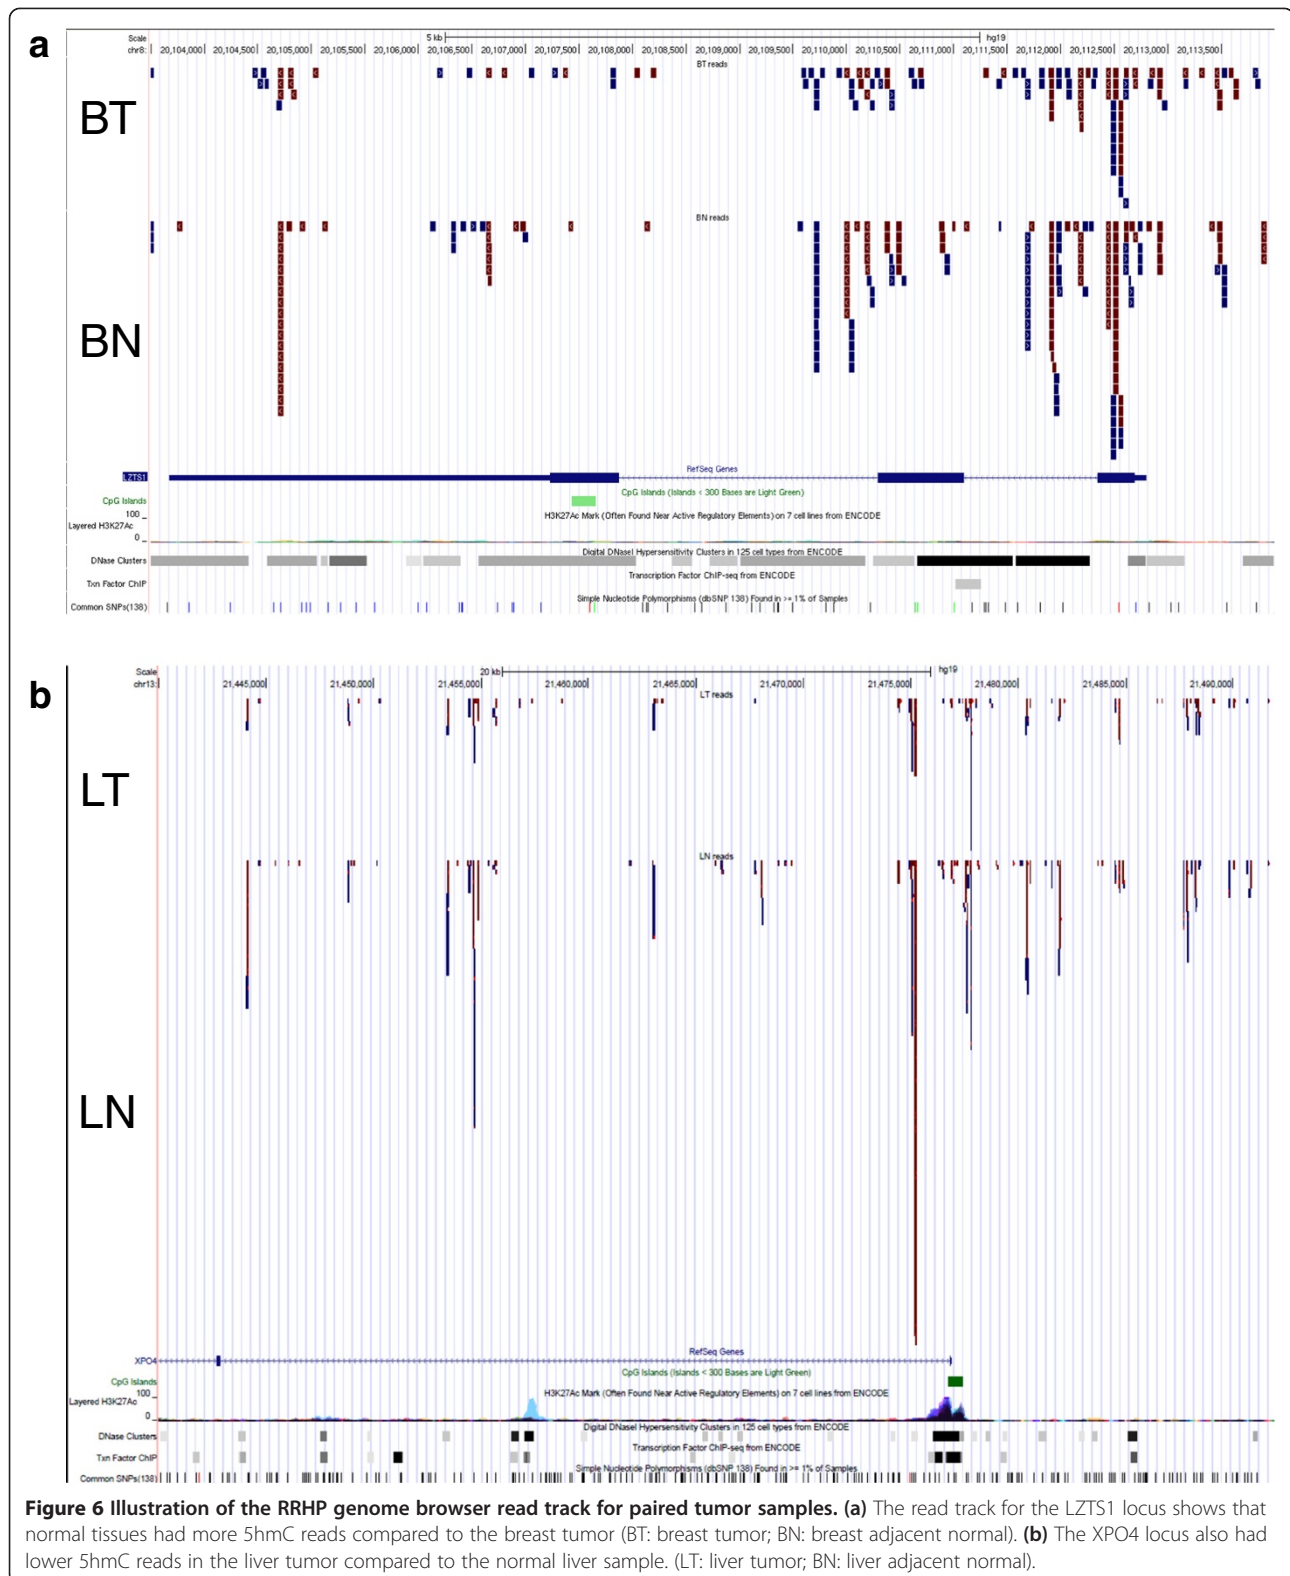 a
Scale 5 kb hg19
chr8: 20,104,000 20,104,500 20,105,000 20,105,500 20,106,000 20,106,500 20,107,000 20,107,500 20,108,000 20,108,500 20,109,000 20,109,500 20,110,000 20,110,500 20,111,000 20,111,500 20,112,000 20,112,500 20,113,000 20,113,500
BT reads
BT
BN reads
BN
RefSeq Genes
LZTS1
CpG Islands (Islands < 300 Bases are Light Green)
CpG Islands
H3K27Ac Mark (Often Found Near Active Regulatory Elements) on 7 cell lines from ENCODE
100
Layered H3K27Ac
0
Digital DNaseI Hypersensitivity Clusters in 125 cell types from ENCODE
DNase Clusters
Transcription Factor ChIP-seq from ENCODE
Txn Factor ChIP
Simple Nucleotide Polymorphisms (dbSNP 138) Found in >= 1% of Samples
Common SNPs(138)
b
Scale 20 kb hg19
chr13: 21,445,000 21,450,000 21,455,000 21,460,000 21,465,000 21,470,000 21,475,000 21,480,000 21,485,000 21,490,000
LT reads
LT
LN reads
LN
RefSeq Genes
XPO4
CpG Islands (Islands < 300 Bases are Light Green)
CpG Islands
H3K27Ac Mark (Often Found Near Active Regulatory Elements) on 7 cell lines from ENCODE
100
Layered H3K27Ac
0
Digital DNaseI Hypersensitivity Clusters in 125 cell types from ENCODE
DNase Clusters
Transcription Factor ChIP-seq from ENCODE
Txn Factor ChIP
Simple Nucleotide Polymorphisms (dbSNP 138) Found in >= 1% of Samples
Common SNPs(138)
Figure 6 Illustration of the RRHP genome browser read track for paired tumor samples. (a) The read track for the LZTS1 locus shows that
normal tissues had more 5hmC reads compared to the breast tumor (BT: breast tumor; BN: breast adjacent normal). (b) The XPO4 locus also had
lower 5hmC reads in the liver tumor compared to the normal liver sample. (LT: liver tumor; BN: liver adjacent normal).